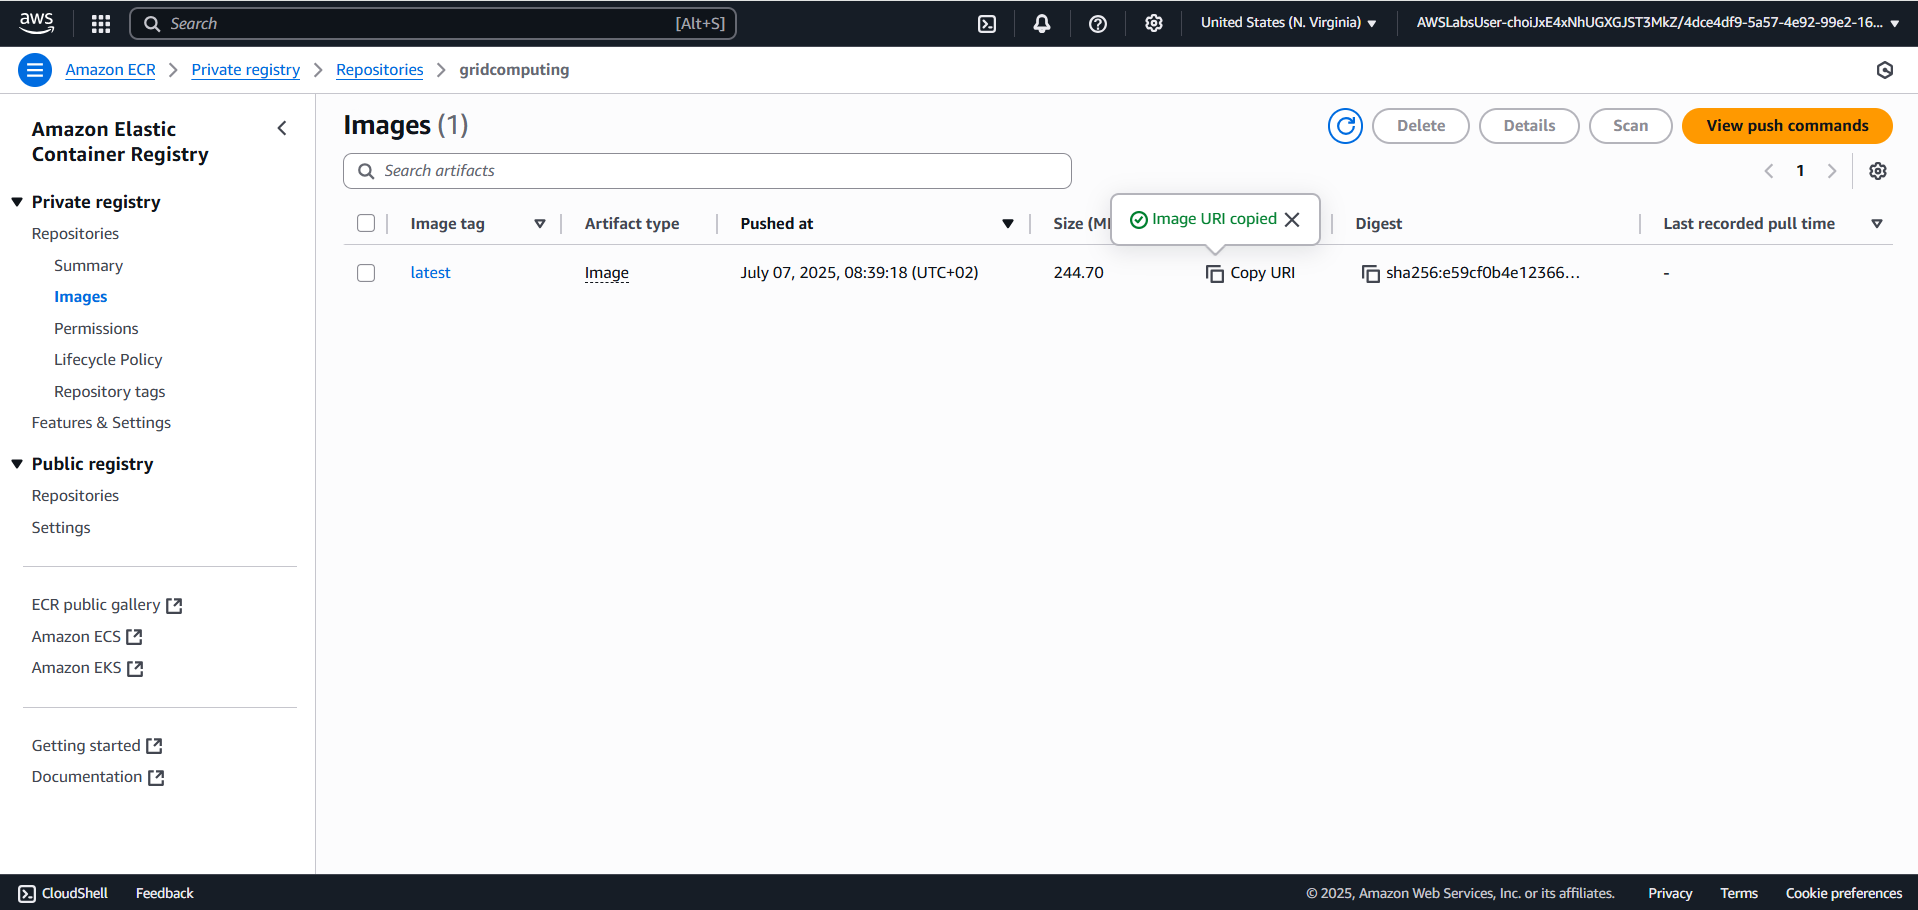 aws
Search [Alt+S]
United States (N. Virginia)
AWSLabsUser-choiJxE4xNhUGXGJST3MkZ/4dce4df9-5a57-4e92-99e2-16...
Amazon ECR
Private registry
Repositories
gridcomputing
Amazon Elastic
Container Registry
Private registry
Repositories
Summary
Images
Permissions
Lifecycle Policy
Repository tags
Features & Settings
Public registry
Repositories
Settings
ECR public gallery
Amazon ECS
Amazon EKS
Getting started
Documentation
Images (1)
Delete
Details
Scan
View push commands
Search artifacts
1
Image URI copied
Image tag
Artifact type
Pushed at
Size (M
Digest
Last recorded pull time
latest
Image
July 07, 2025, 08:39:18 (UTC+02)
244.70
Copy URI
sha256:e59cf0b4e12366...
-
CloudShell
Feedback
© 2025, Amazon Web Services, Inc. or its affiliates.
Privacy
Terms
Cookie preferences